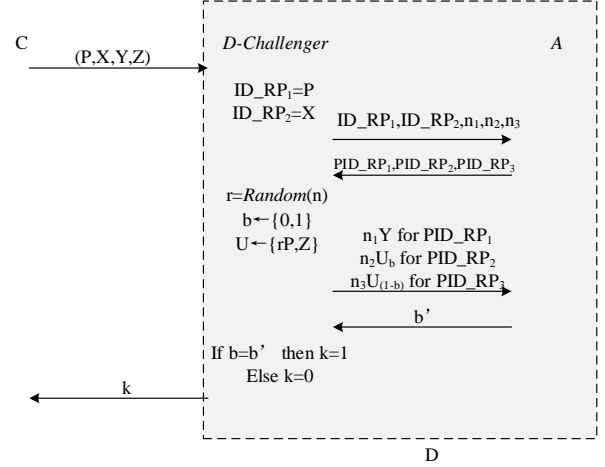 C
D-Challenger
A
(P,X,Y,Z)
ID_RP₁=P
ID_RP₂=X
ID_RP₁,ID_RP₂,n₁,n₂,n₃
PID_RP₁,PID_RP₂,PID_RP₃
r=Random(n)
b←{0,1}
U←{rP,Z}
n₁Y for PID_RP₁
n₂U_b for PID_RP₂
n₃U₍₁₋b₎ for PID_RP₃
b’
If b=b’ then k=1
Else k=0
k
D